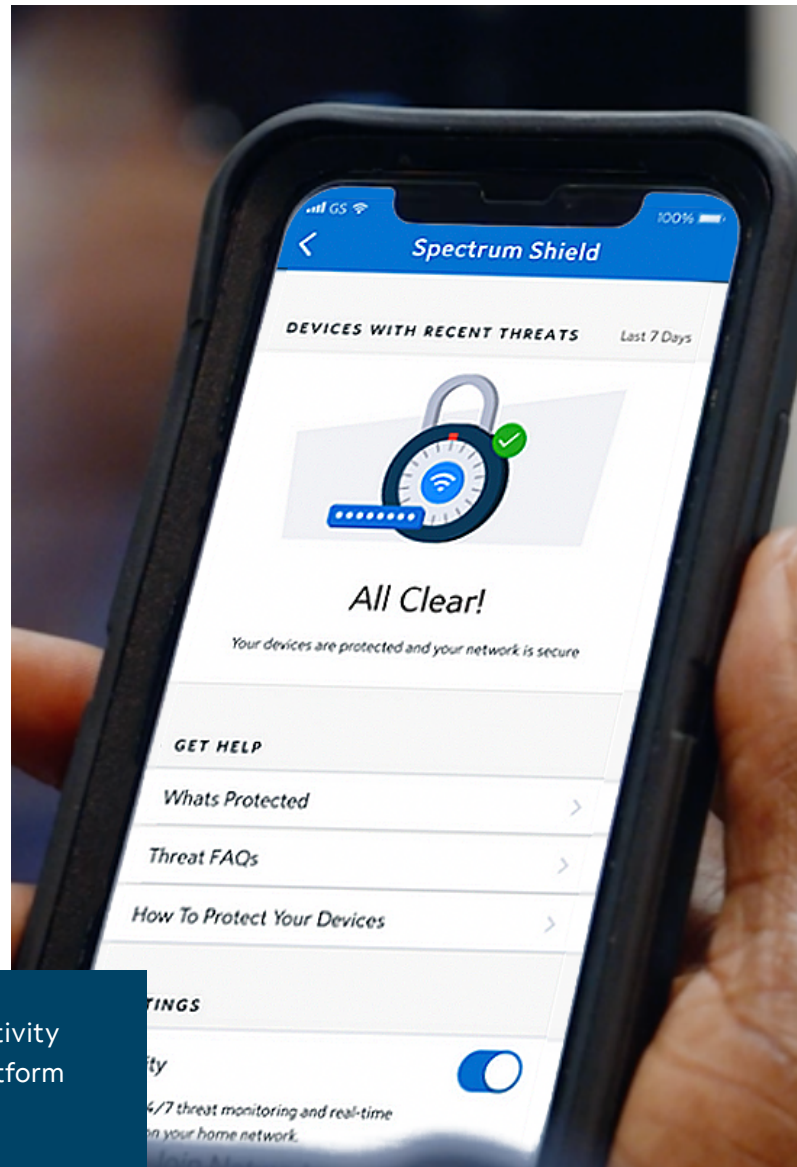 GS
100%
Spectrum Shield
DEVICES WITH RECENT THREATS
Last 7 Days
All Clear!
Your devices are protected and your network is secure
GET HELP
Whats Protected
Threat FAQs
How To Protect Your Devices
TINGS
ty
4/7 threat monitoring and real-time
on your home network.
tivity
tform